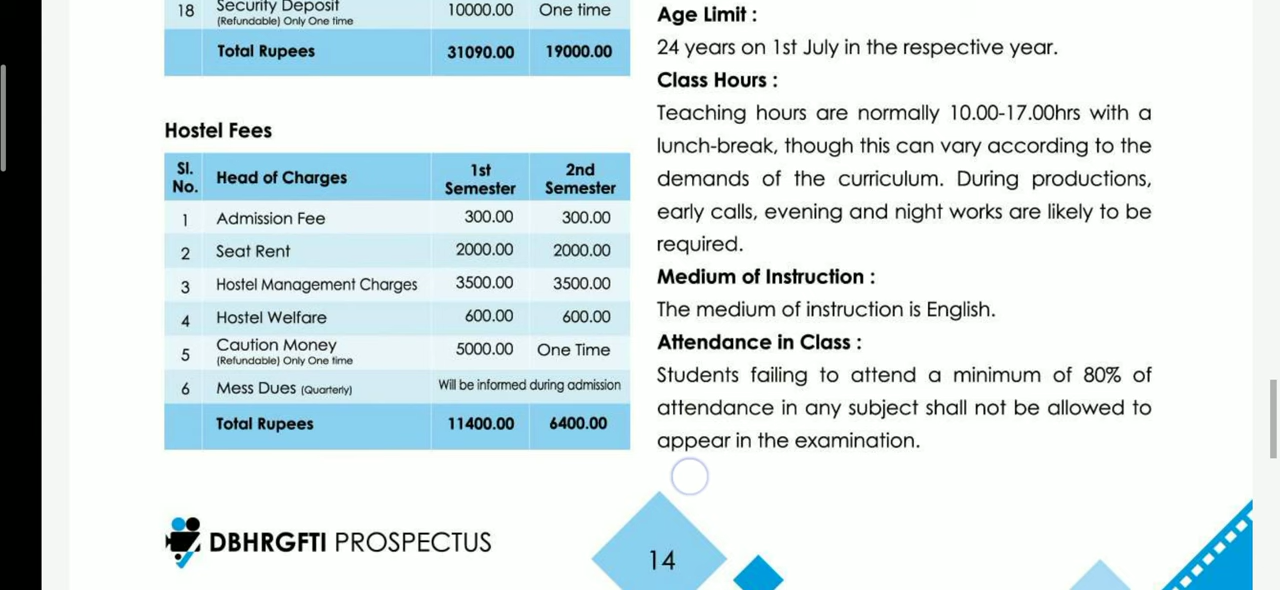 18 Security Deposit 10000.00 One time
(Refundable) Only One time
Total Rupees 31090.00 19000.00
Hostel Fees
Sl. No. Head of Charges 1st Semester 2nd Semester
1 Admission Fee 300.00 300.00
2 Seat Rent 2000.00 2000.00
3 Hostel Management Charges 3500.00 3500.00
4 Hostel Welfare 600.00 600.00
5 Caution Money 5000.00 One Time
(Refundable) Only One time
6 Mess Dues (Quarterly) Will be informed during admission
Total Rupees 11400.00 6400.00
Age Limit :
24 years on 1st July in the respective year.
Class Hours :
Teaching hours are normally 10.00-17.00hrs with a
lunch-break, though this can vary according to the
demands of the curriculum. During productions,
early calls, evening and night works are likely to be
required.
Medium of Instruction :
The medium of instruction is English.
Attendance in Class :
Students failing to attend a minimum of 80% of
attendance in any subject shall not be allowed to
appear in the examination.
DBHRGFTI PROSPECTUS
14